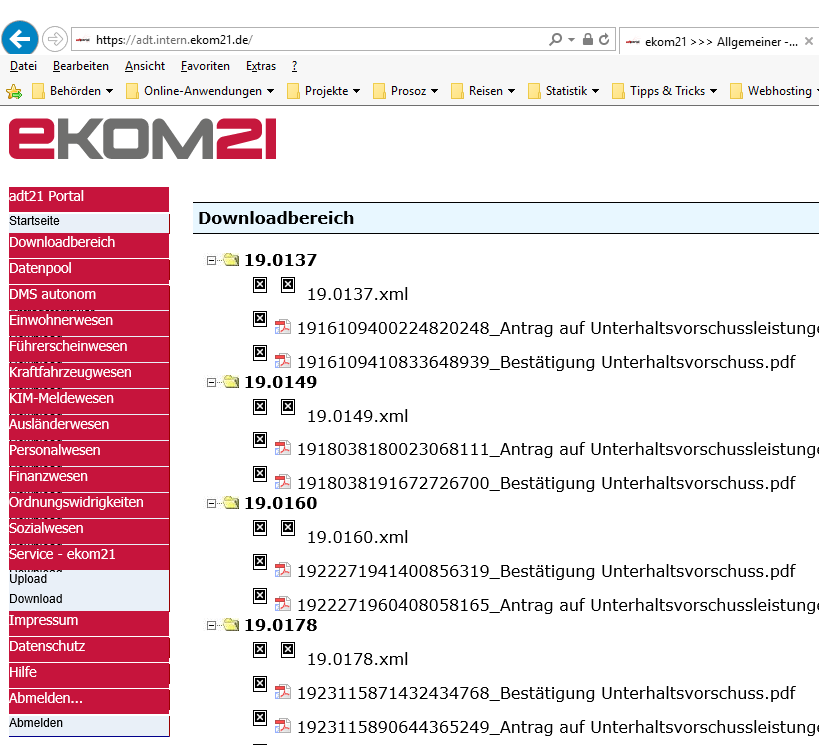 https://adt.intern.ekom21.de/
ekom21 >>> Allgemeiner -...
Datei Bearbeiten Ansicht Favoriten Extras ?
Behörden Online-Anwendungen Projekte Prosoz Reisen Statistik Tipps & Tricks Webhosting
eKOM21
adt21 Portal
Startseite
Downloadbereich
Datenpool
DMS autonom
Einwohnerwesen
Führerscheinwesen
Kraftfahrzeugwesen
KIM-Meldewesen
Ausländerwesen
Personalwesen
Finanzwesen
Ordnungswidrigkeiten
Sozialwesen
Service - ekom21
Upload
Download
Impressum
Datenschutz
Hilfe
Abmelden...
Abmelden
Downloadbereich
19.0137
19.0137.xml
1916109400224820248_Antrag auf Unterhaltsvorschussleistunge
1916109410833648939_Bestätigung Unterhaltsvorschuss.pdf
19.0149
19.0149.xml
1918038180023068111_Antrag auf Unterhaltsvorschussleistunge
1918038191672726700_Bestätigung Unterhaltsvorschuss.pdf
19.0160
19.0160.xml
1922271941400856319_Bestätigung Unterhaltsvorschuss.pdf
1922271960408058165_Antrag auf Unterhaltsvorschussleistunge
19.0178
19.0178.xml
1923115871432434768_Bestätigung Unterhaltsvorschuss.pdf
1923115890644365249_Antrag auf Unterhaltsvorschussleistunge